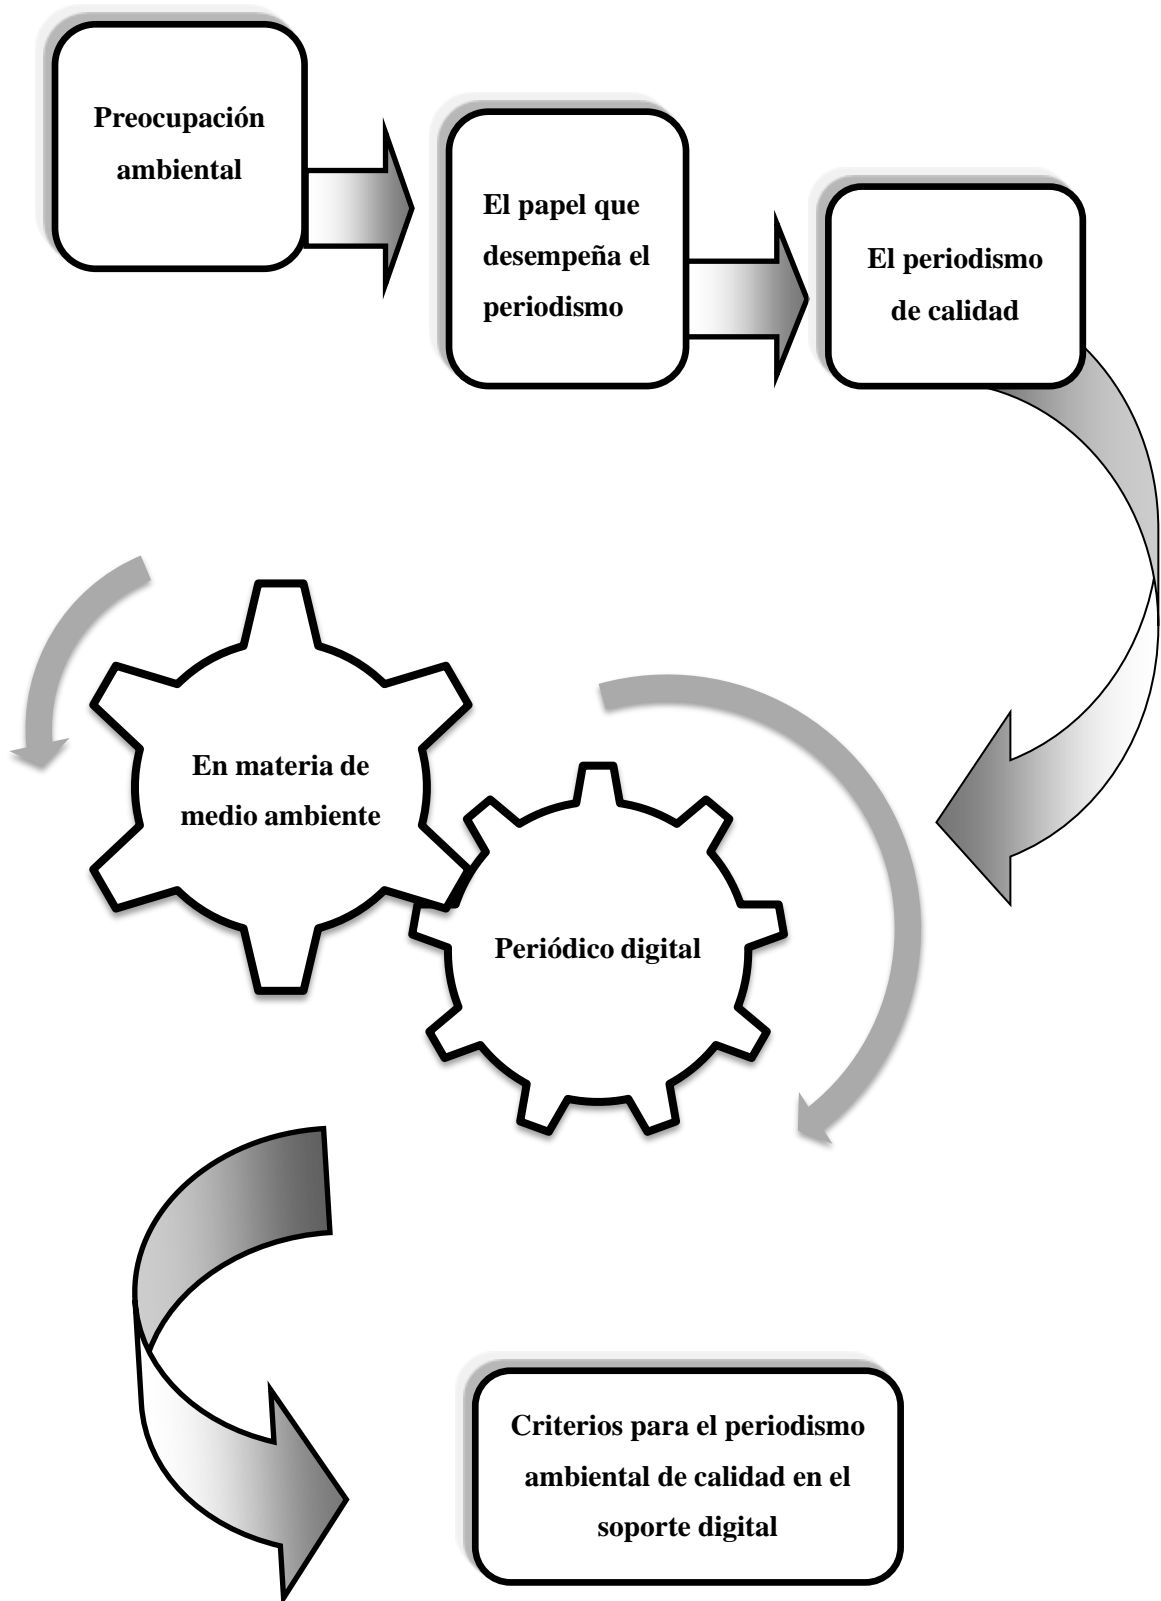 Preocupación
ambiental
El papel que
desempeña el
periodismo
El periodismo
de calidad
En materia de
medio ambiente
Periódico digital
Criterios para el periodismo
ambiental de calidad en el
soporte digital